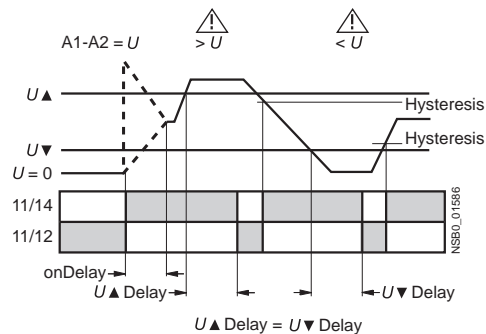 A1-A2 = U
> U
< U
U▲
Hysteresis
Hysteresis
U▼
U = 0
11/14
11/12
NSB0_01586
onDelay
U▲ Delay
U▼ Delay
U▲ Delay = U▼ Delay